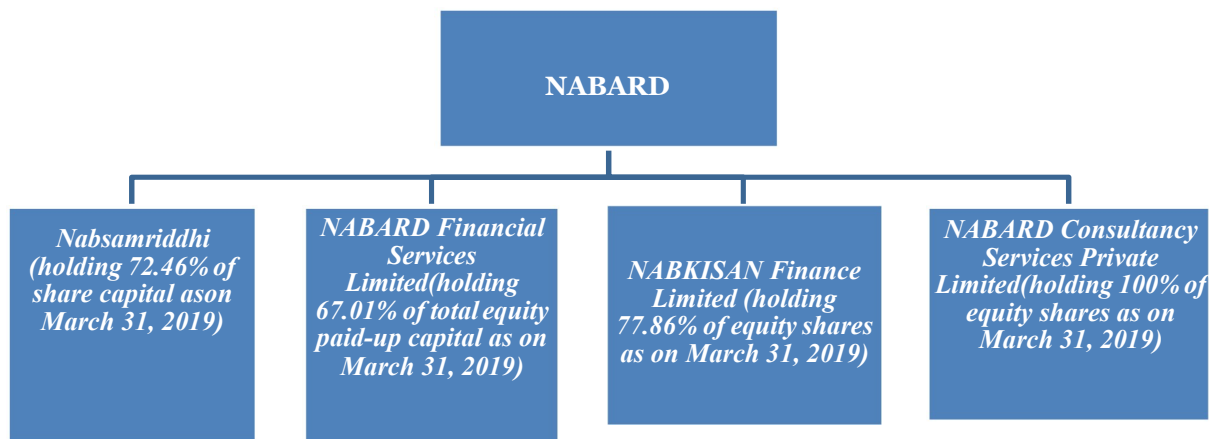 NABARD
Nabsamriddhi
(holding 72.46% of
share capital ason
March 31, 2019)
NABARD Financial
Services
Limited(holding
67.01% of total equity
paid-up capital as on
March 31, 2019)
NABKISAN Finance
Limited (holding
77.86% of equity shares
as on March 31, 2019)
NABARD Consultancy
Services Private
Limited(holding 100% of
equity shares as on
March 31, 2019)